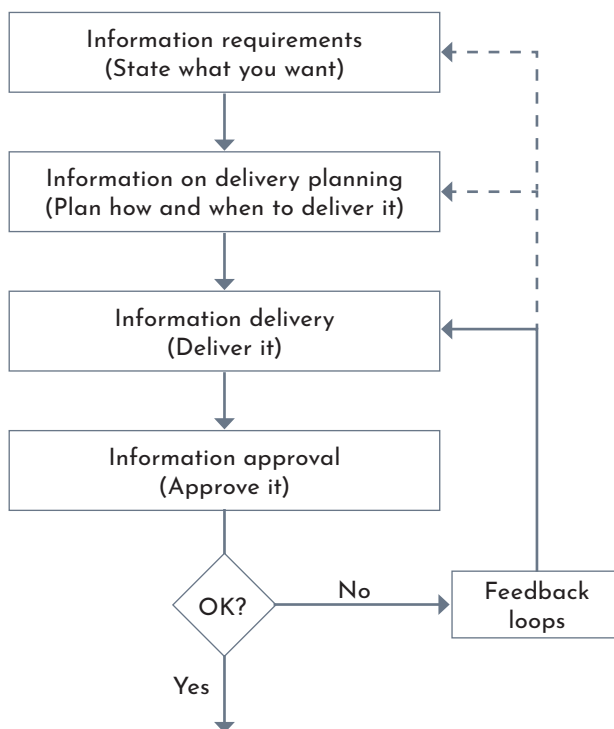 Information requirements
(State what you want)
Information on delivery planning
(Plan how and when to deliver it)
Information delivery
(Deliver it)
Information approval
(Approve it)
OK?
No
Feedback
loops
Yes